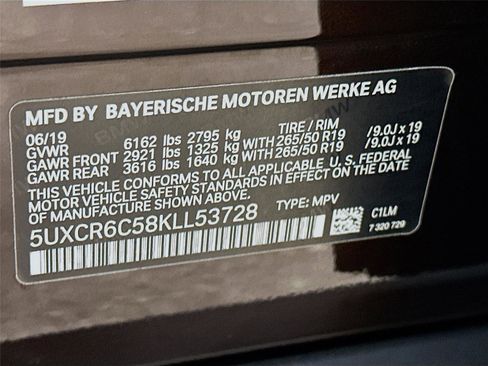 MFD BY BAYERISCHE MOTOREN WERKE AG
06/19 TIRE / RIM
GVWR 6162 lbs 2795 kg
GAWR FRONT 2921 lbs 1325 kg 265/50 R19 /9.0J x 19
GAWR REAR 3616 lbs 1640 kg 265/50 R19 /9.0J x 19
THIS VEHICLE CONFORMS TO ALL APPLICABLE U. S. FEDERAL
MOTOR VEHICLE SAFETY STANDARDS IN EFFECT ON THE
DATE OF MANUFACTURE SHOWN ABOVE.
5UXCR6C58KLL53728 TYPE: MPV C1LM
7 320 729